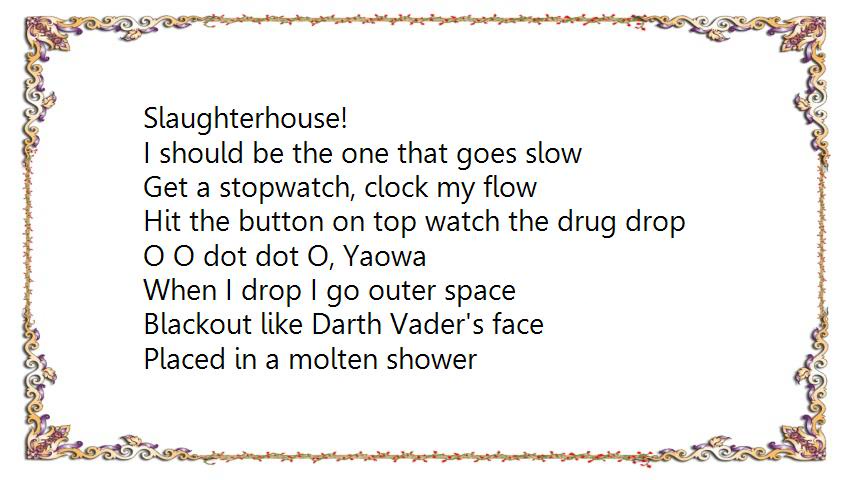 Slaughterhouse!
I should be the one that goes slow
Get a stopwatch, clock my flow
Hit the button on top watch the drug drop
O O dot dot O, Yaowa
When I drop I go outer space
Blackout like Darth Vader's face
Placed in a molten shower